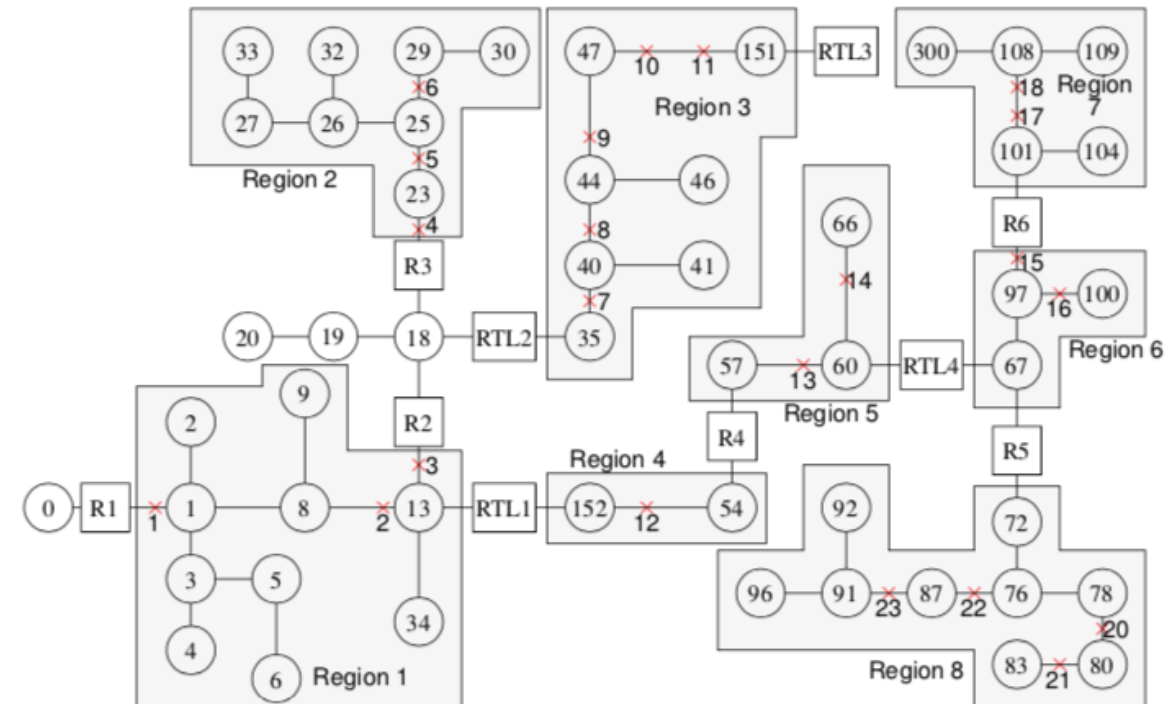 33 32 29 30 47 151 RTL3 300 108 109
10 11
6 18 Region
Region 3 7
17
27 26 25 9 101 104
5
Region 2 23 44 46 66 R6
4 8 15
R3 40 41 14 97 100
7 16
20 19 18 RTL2 35 Region 6
57 60 RTL4 67
13
9 Region 5
2 R2 R4 R5
3 Region 4
0 R1 1 8 13 RTL1 152 54 92 72
1 2 12
3 5 96 91 87 76 78
23 22
34 20
4 6 Region 1 Region 8 83 80
21